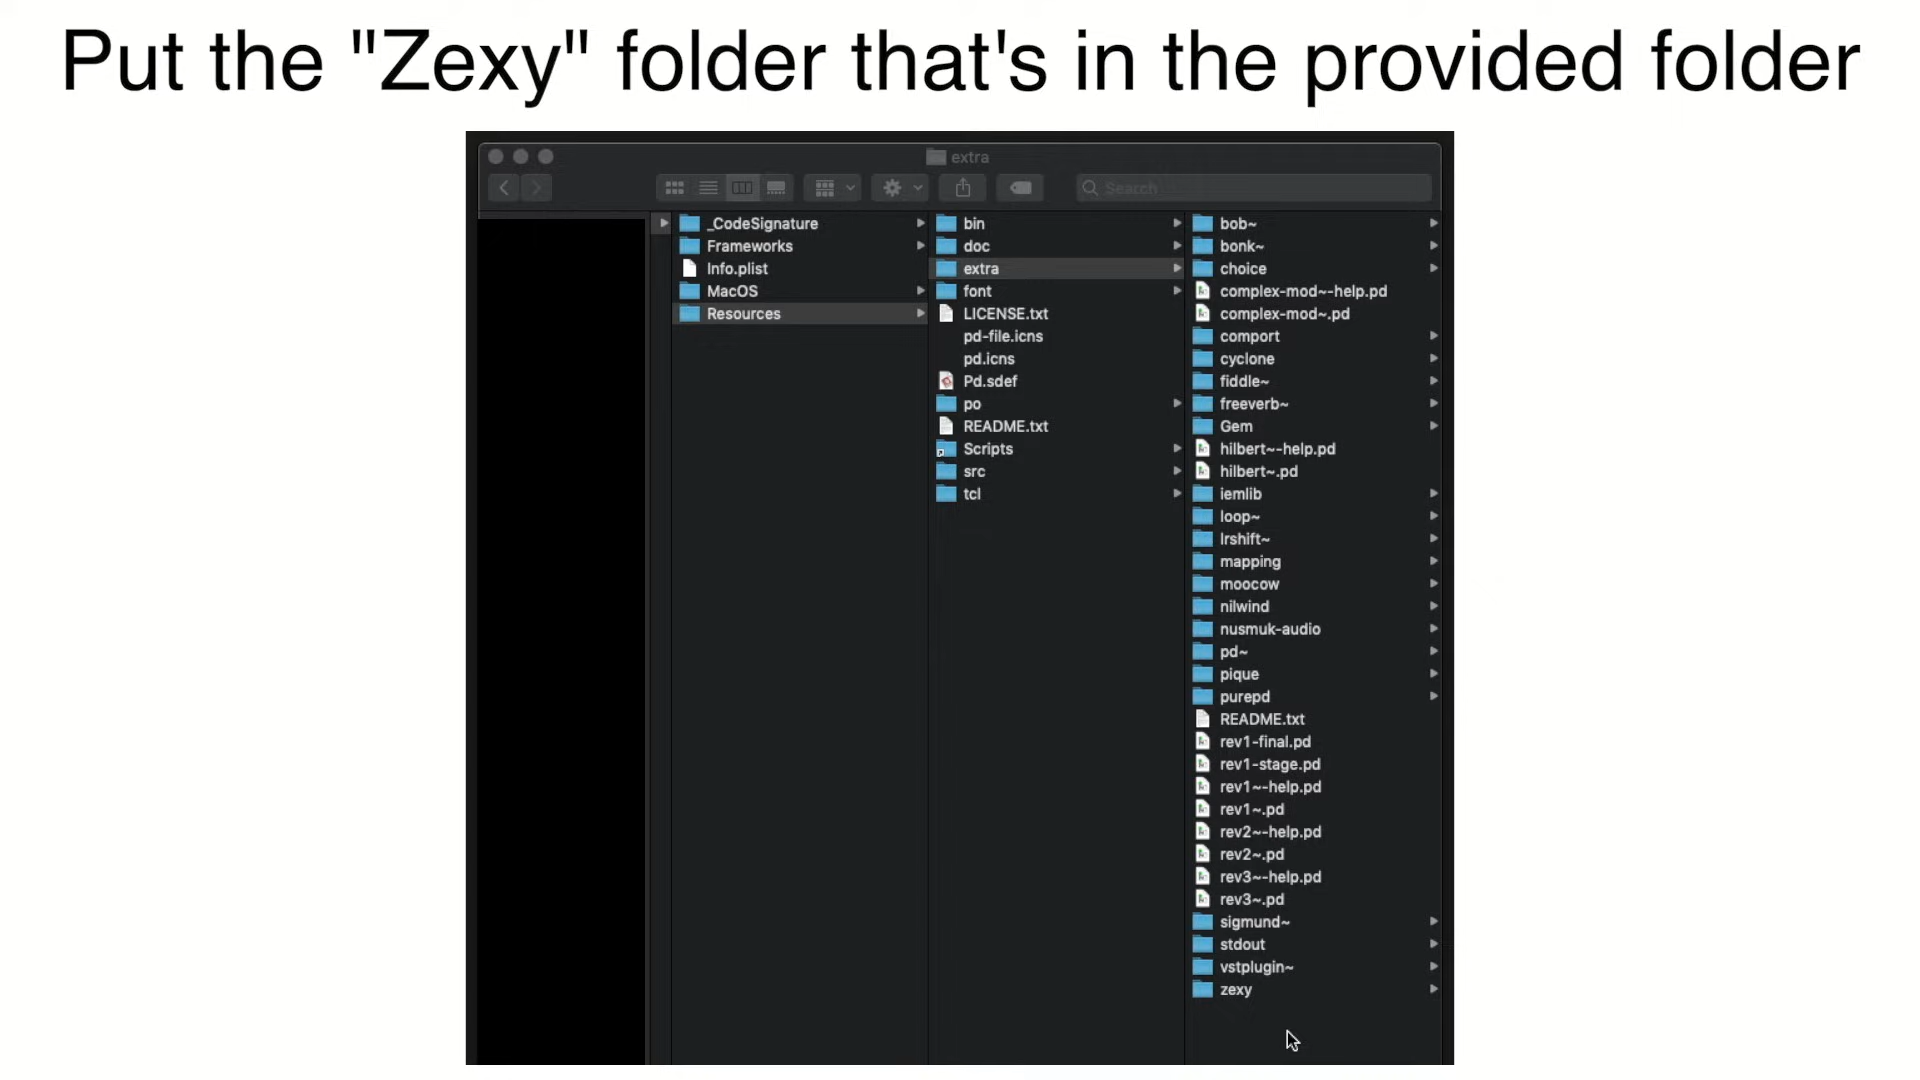 Put the "Zexy" folder that's in the provided folder
extra
Search
_CodeSignature
Frameworks
Info.plist
MacOS
Resources
bin
doc
extra
font
LICENSE.txt
pd-file.icns
pd.icns
Pd.sdef
po
README.txt
Scripts
src
tcl
bob~
bonk~
choice
complex-mod~-help.pd
complex-mod~.pd
comport
cyclone
fiddle~
freeverb~
Gem
hilbert~-help.pd
hilbert~.pd
iemlib
loop~
lrshift~
mapping
moocow
nilwind
nusmuk-audio
pd~
pique
purepd
README.txt
rev1-final.pd
rev1-stage.pd
rev1~-help.pd
rev1~.pd
rev2~-help.pd
rev2~.pd
rev3~-help.pd
rev3~.pd
sigmund~
stdout
vstplugin~
zexy